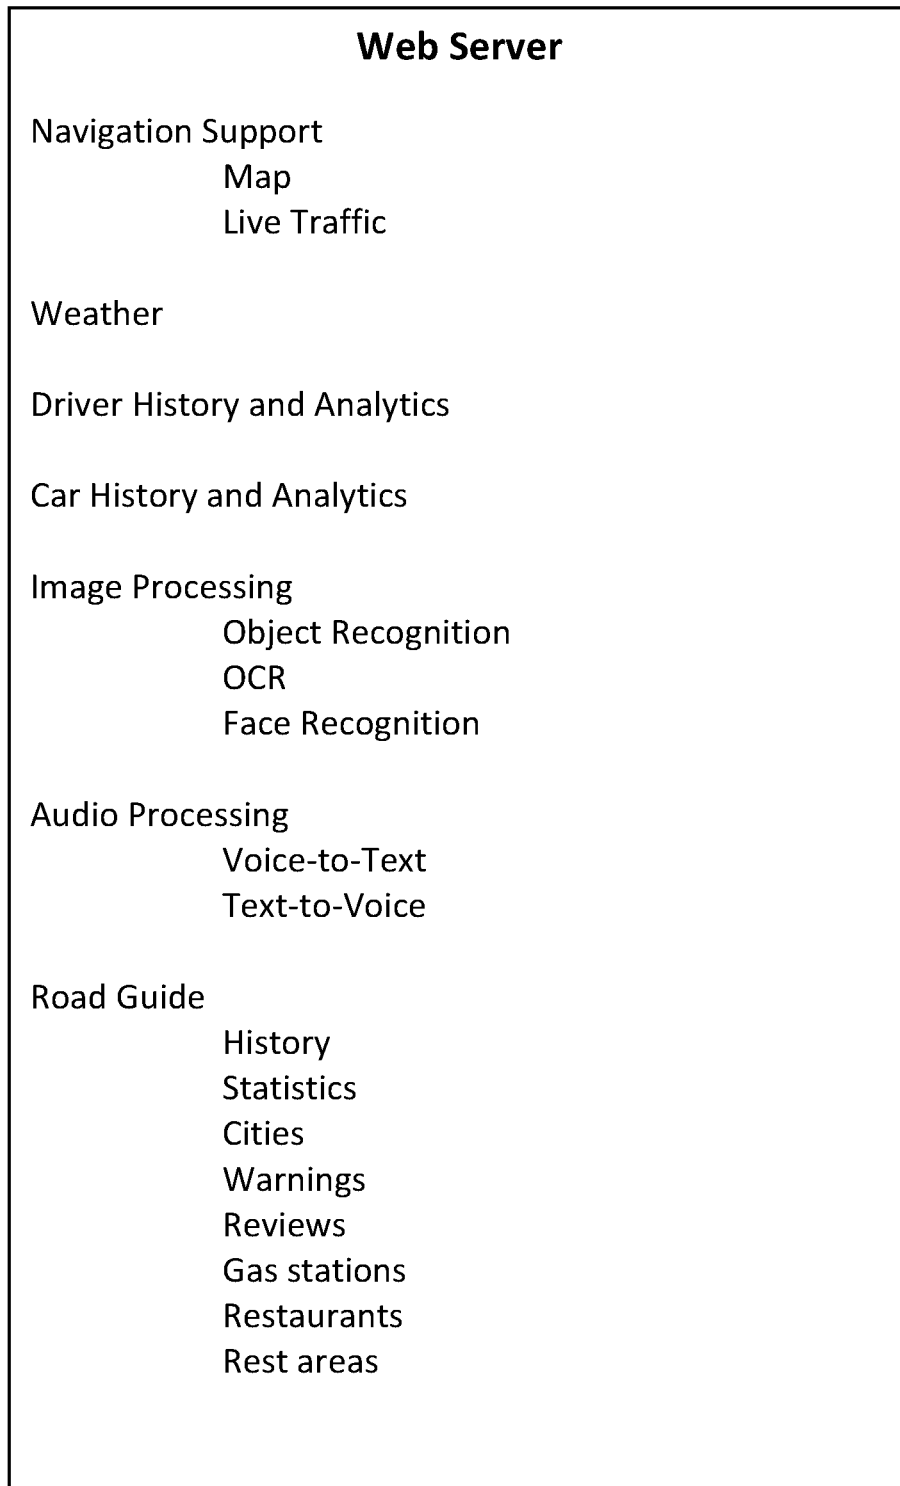 Web Server
Navigation Support
Map
Live Traffic
Weather
Driver History and Analytics
Car History and Analytics
Image Processing
Object Recognition
OCR
Face Recognition
Audio Processing
Voice-to-Text
Text-to-Voice
Road Guide
History
Statistics
Cities
Warnings
Reviews
Gas stations
Restaurants
Rest areas